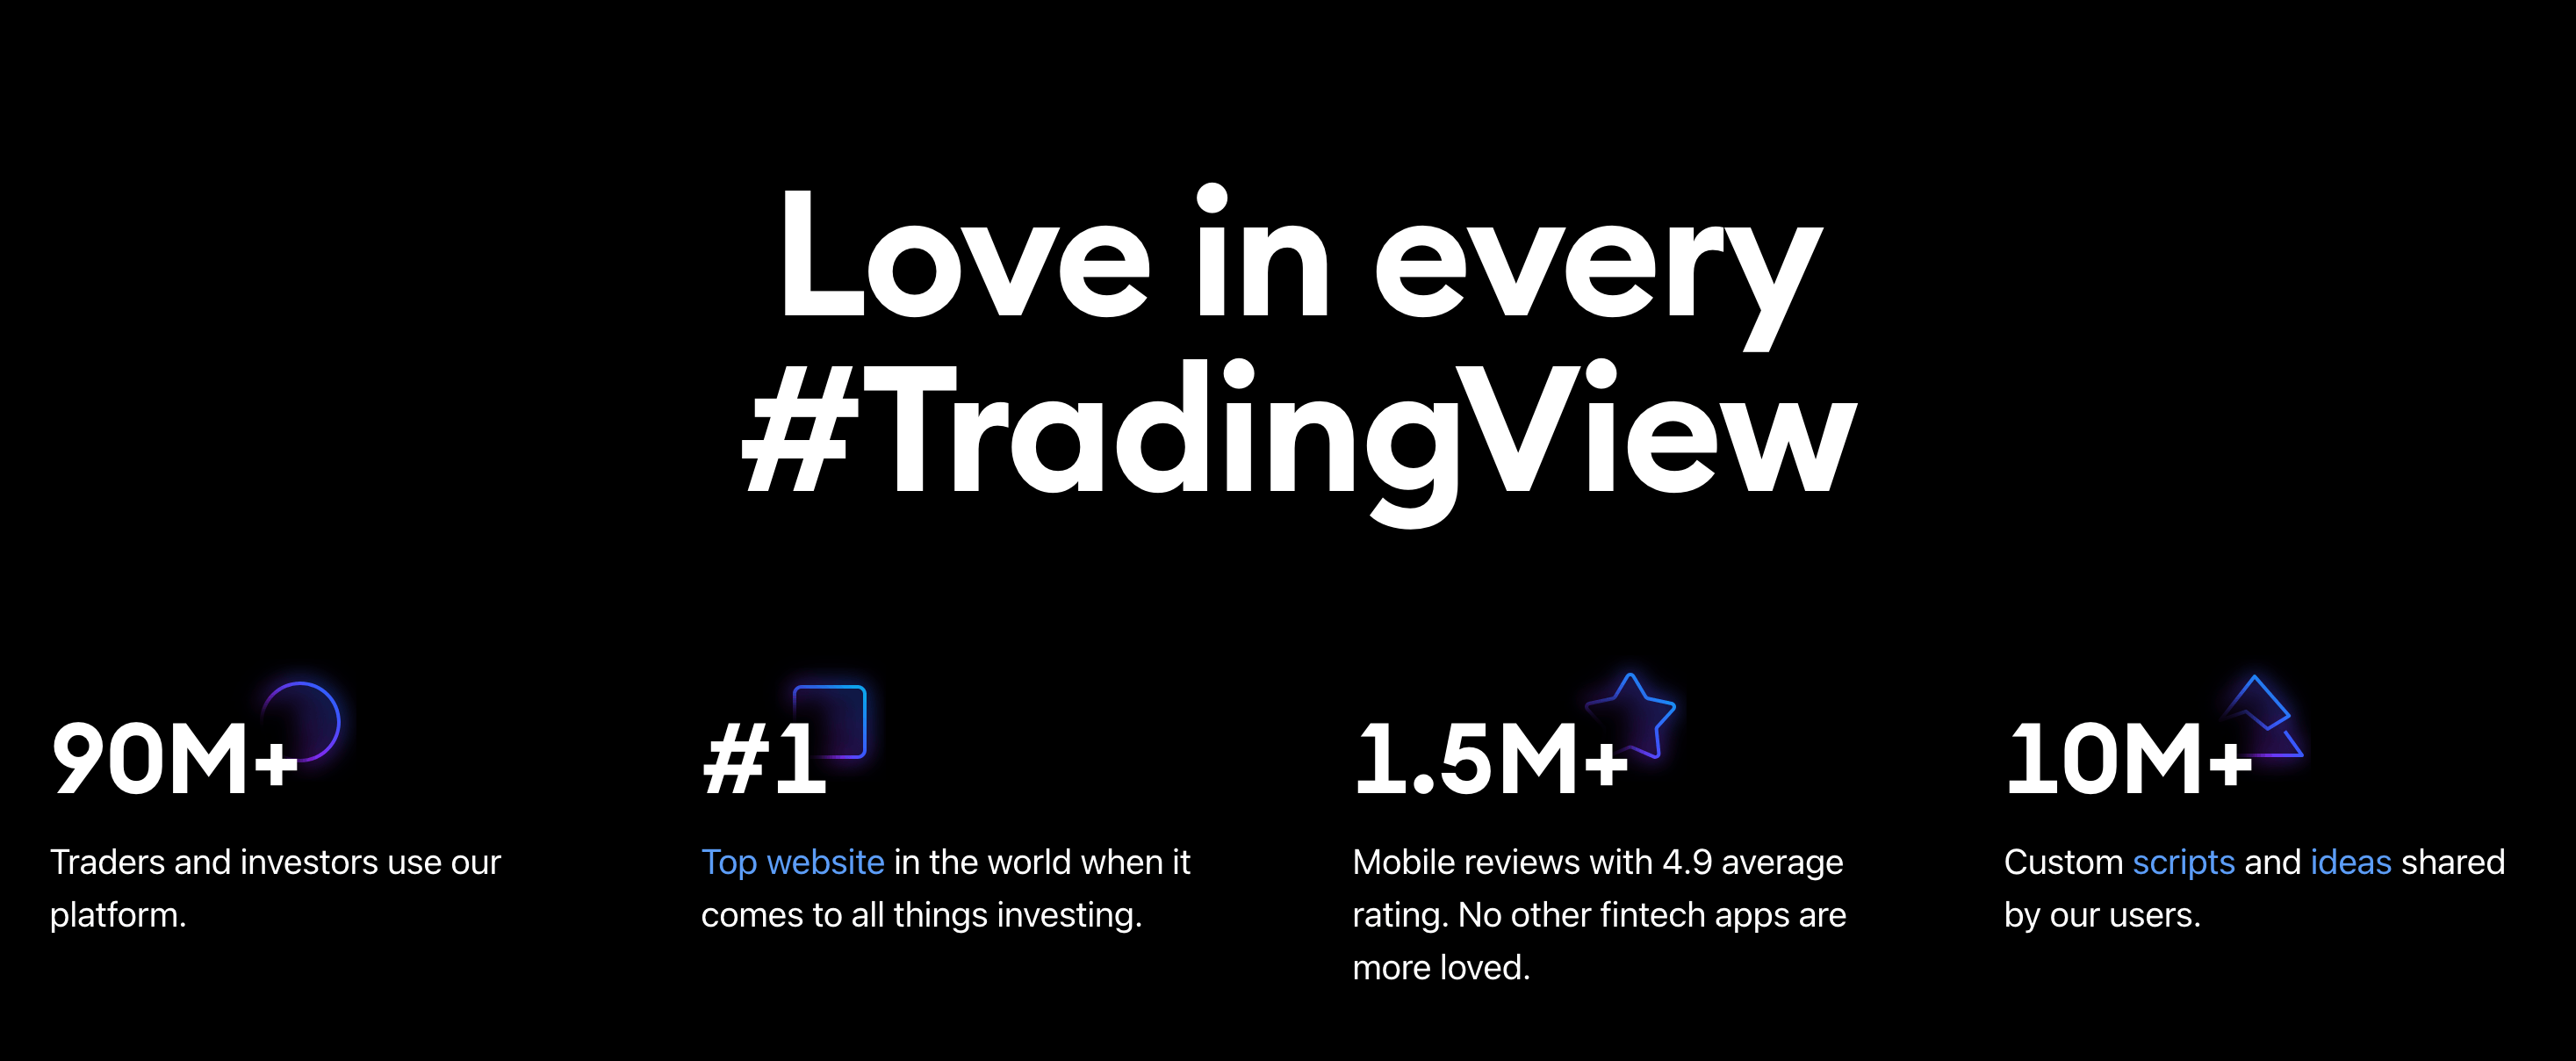 Love in every
#TradingView
90M+
Traders and investors use our
platform.
#1
Top website in the world when it
comes to all things investing.
1.5M+
Mobile reviews with 4.9 average
rating. No other fintech apps are
more loved.
10M+
Custom scripts and ideas shared
by our users.